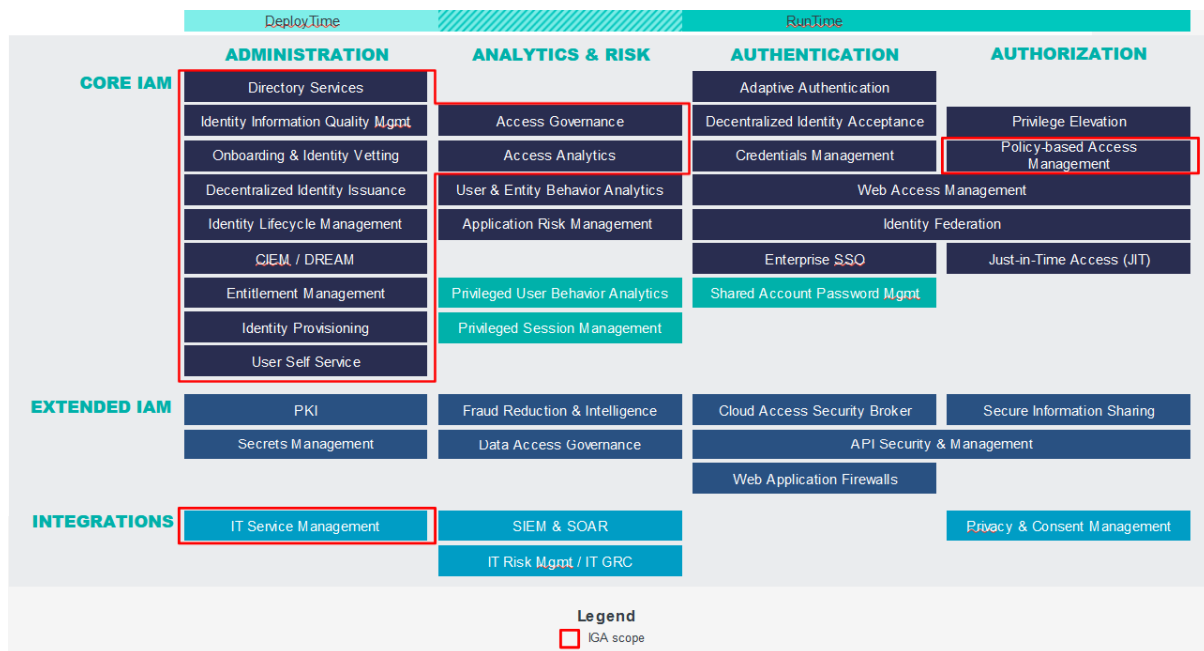 DeployTime
RunTime
ADMINISTRATION
ANALYTICS & RISK
AUTHENTICATION
AUTHORIZATION
CORE IAM
Directory Services
Adaptive Authentication
Identity Information Quality Mgmt
Access Governance
Decentralized Identity Acceptance
Privilege Elevation
Onboarding & Identity Vetting
Access Analytics
Credentials Management
Policy-based Access
Management
Decentralized Identity Issuance
User & Entity Behavior Analytics
Web Access Management
Identity Lifecycle Management
Application Risk Management
Identity Federation
CIEM / DREAM
Enterprise SSO
Just-in-Time Access (JIT)
Entitlement Management
Privileged User Behavior Analytics
Shared Account Password Mgmt
Identity Provisioning
Privileged Session Management
User Self Service
EXTENDED IAM
PKI
Fraud Reduction & Intelligence
Cloud Access Security Broker
Secure Information Sharing
Secrets Management
Data Access Governance
API Security & Management
Web Application Firewalls
INTEGRATIONS
IT Service Management
SIEM & SOAR
Privacy & Consent Management
IT Risk Mgmt / IT GRC
Legend
IGA scope